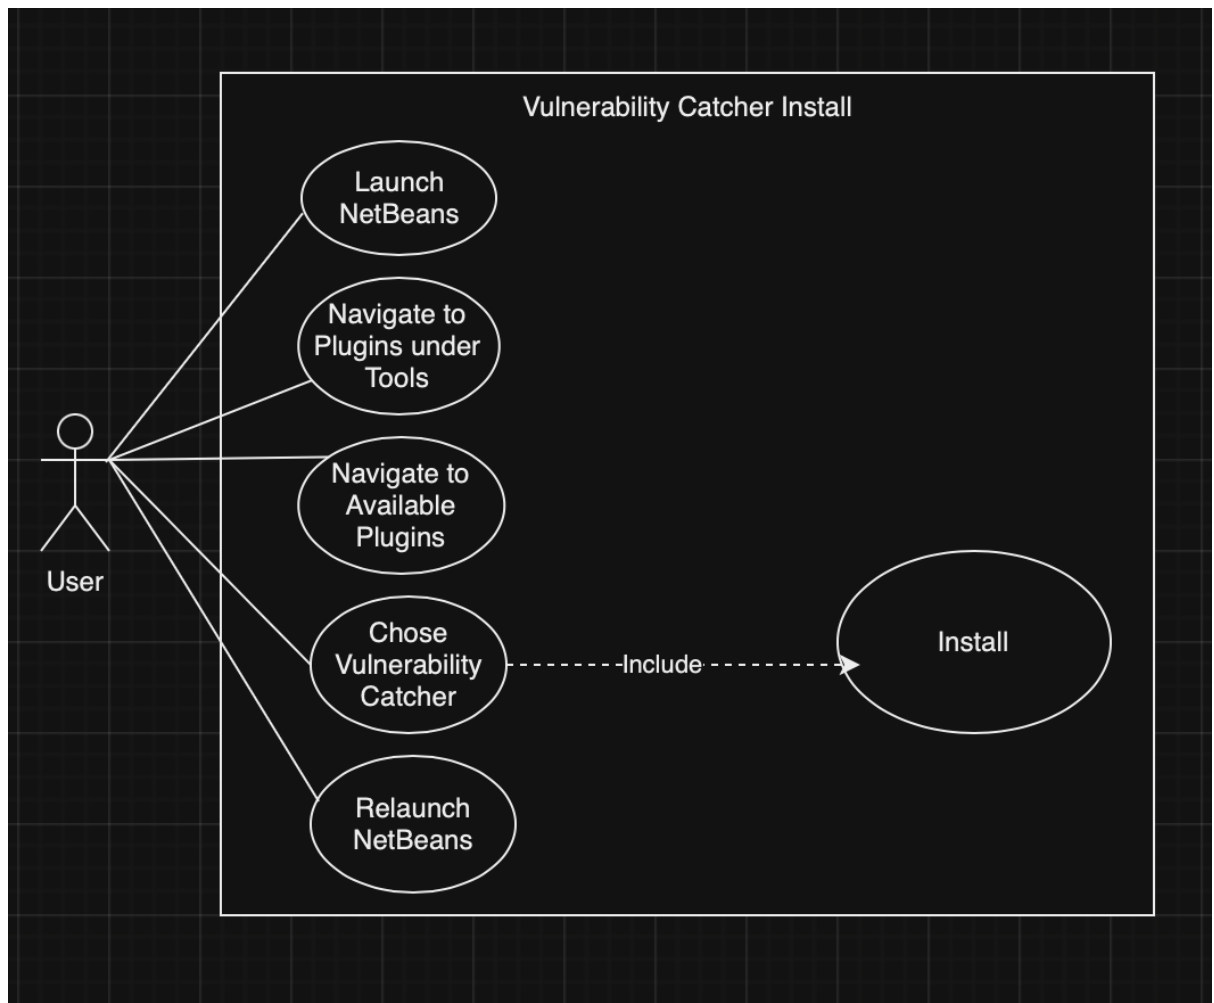 Vulnerability Catcher Install
Launch
NetBeans
Navigate to
Plugins under
Tools
Navigate to
Available
Plugins
User
Chose
Vulnerability
Catcher
Include
Install
Relaunch
NetBeans